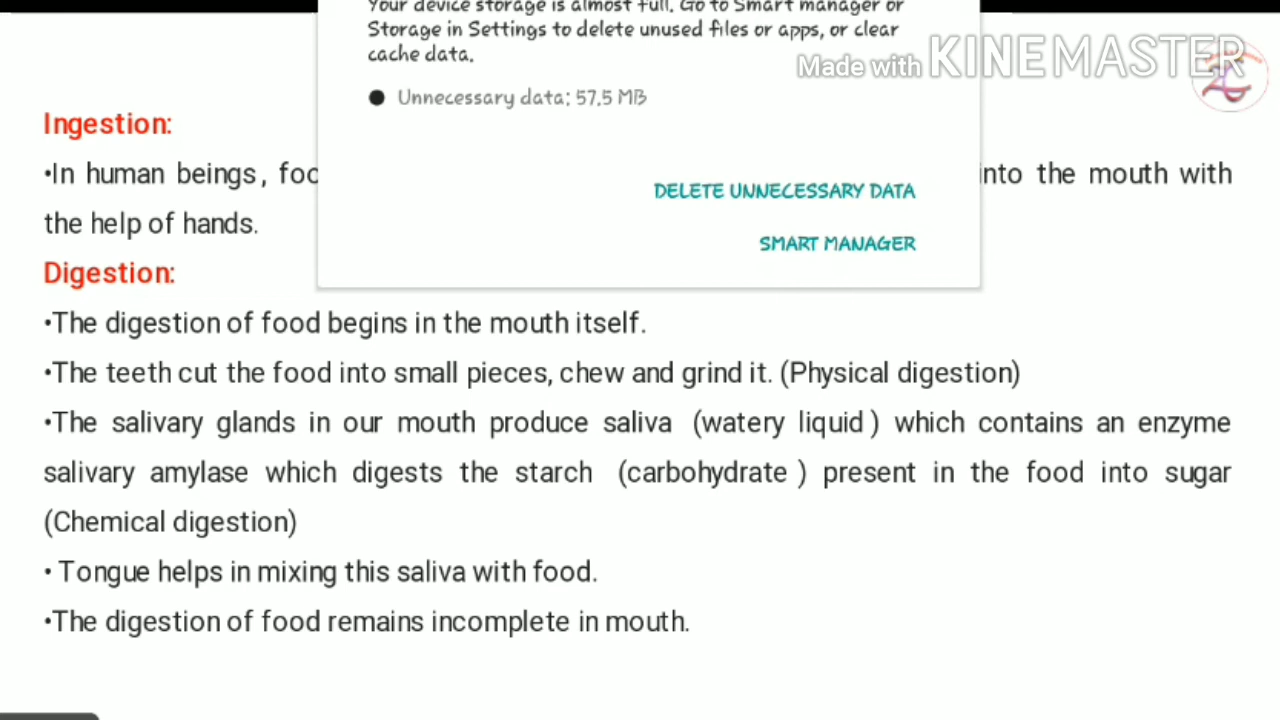 Your device storage is almost full. Go to Smart manager or
Storage in Settings to delete unused files or apps, or clear
cache data.
Made with KINEMASTER
● Unnecessary data: 57.5 MB
DELETE UNNECESSARY DATA
SMART MANAGER
Ingestion:
•In human beings, into the mouth with
the help of hands.
Digestion:
•The digestion of food begins in the mouth itself.
•The teeth cut the food into small pieces, chew and grind it. (Physical digestion)
•The salivary glands in our mouth produce saliva (watery liquid ) which contains an enzyme
salivary amylase which digests the starch (carbohydrate ) present in the food into sugar
(Chemical digestion)
• Tongue helps in mixing this saliva with food.
•The digestion of food remains incomplete in mouth.